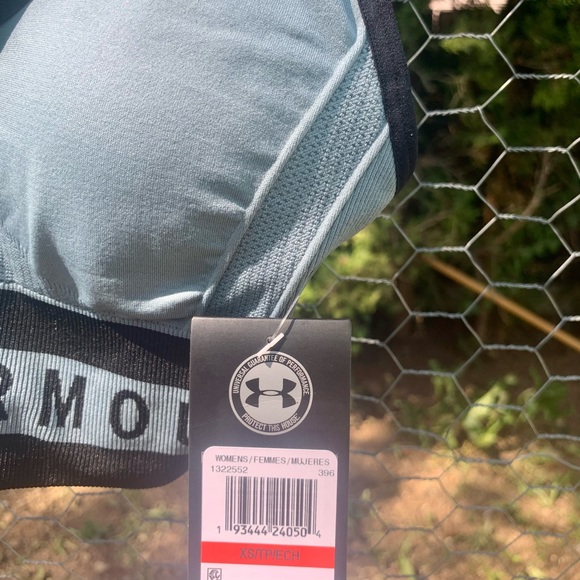 RMOU
UNIVERSAL GUARANTEE OF PERFORMANCE
PROTECT THIS HOUSE
WOMENS/FEMMES/MUJERES
1322552 396
1 93444 24050 4
XS/TP/ECH